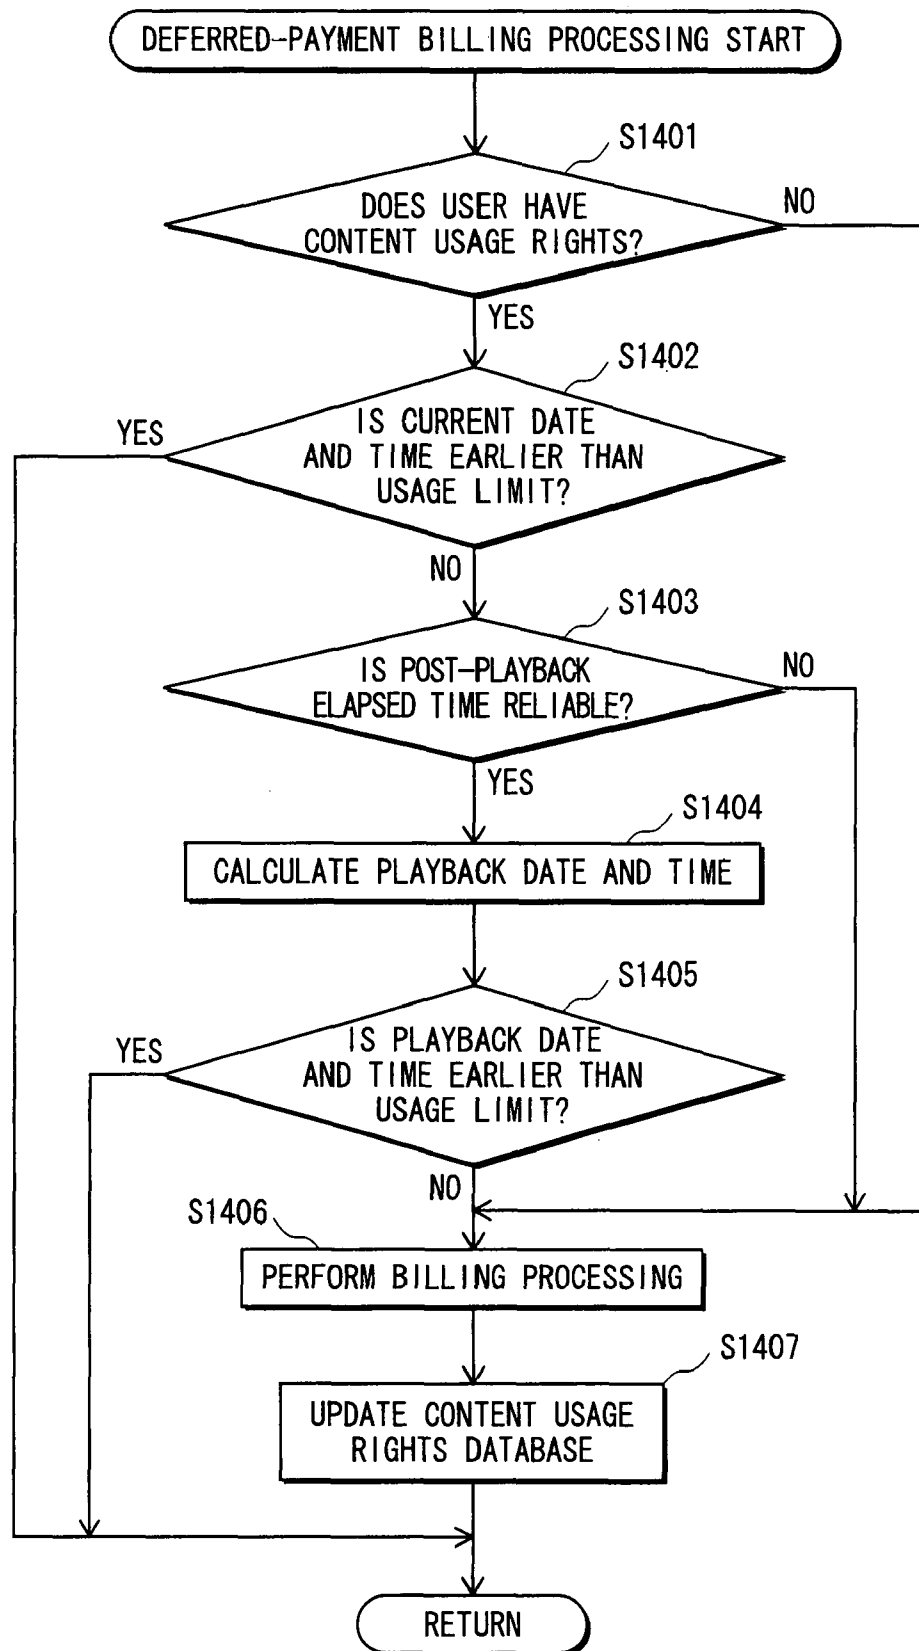 DEFERRED-PAYMENT BILLING PROCESSING START
S1401
DOES USER HAVE
CONTENT USAGE RIGHTS?
NO
YES
S1402
IS CURRENT DATE
AND TIME EARLIER THAN
USAGE LIMIT?
YES
NO
S1403
IS POST-PLAYBACK
ELAPSED TIME RELIABLE?
NO
YES
S1404
CALCULATE PLAYBACK DATE AND TIME
S1405
IS PLAYBACK DATE
AND TIME EARLIER THAN
USAGE LIMIT?
YES
NO
S1406
PERFORM BILLING PROCESSING
S1407
UPDATE CONTENT USAGE
RIGHTS DATABASE
RETURN